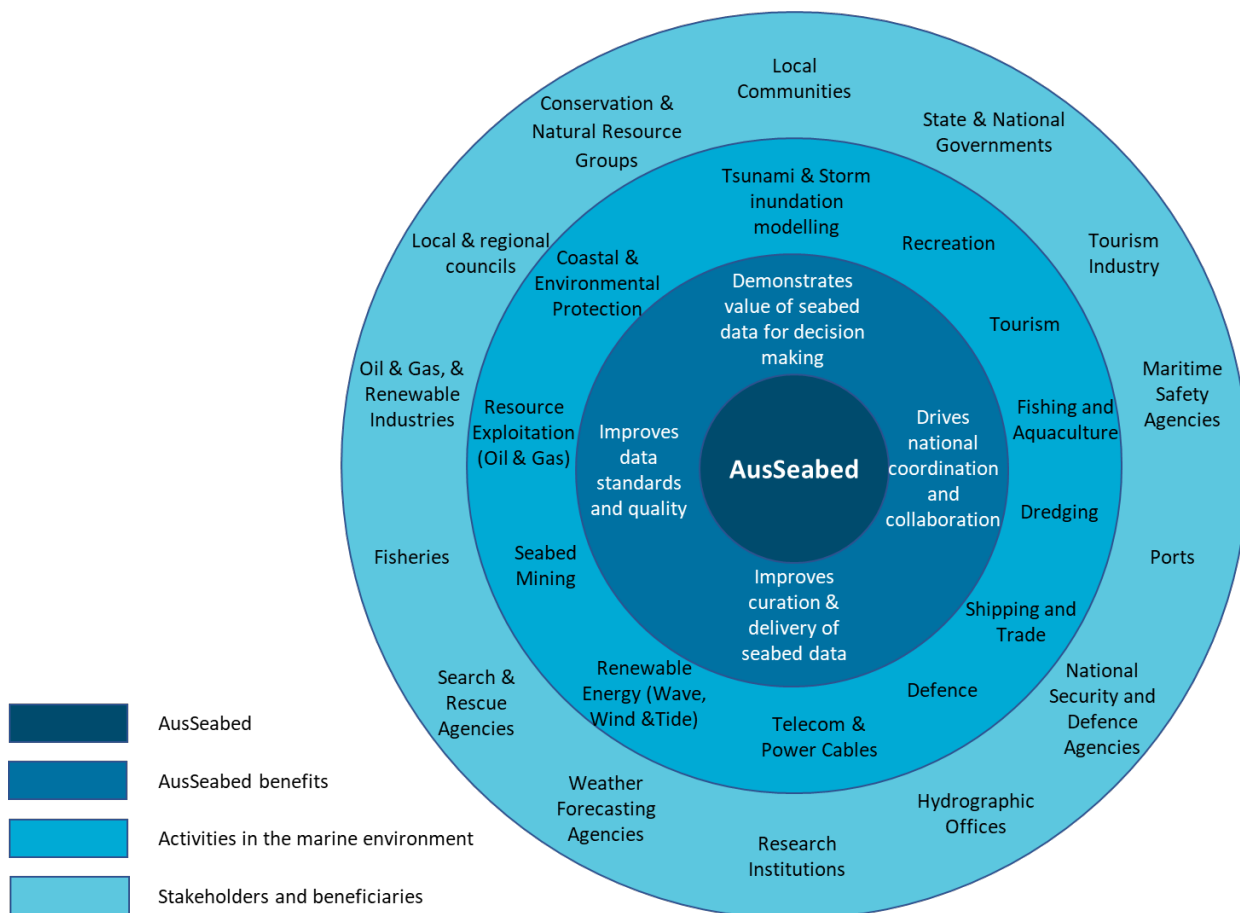 Local
Communities
Conservation &
Natural Resource
Groups
State & National
Governments
Local & regional
councils
Tourism
Industry
Oil & Gas, &
Renewable
Industries
Maritime
Safety
Agencies
Fisheries
Ports
Search &
Rescue
Agencies
National
Security and
Defence
Agencies
Weather
Forecasting
Agencies
Research
Institutions
Hydrographic
Offices
Tsunami & Storm
inundation
modelling
Recreation
Coastal &
Environmental
Protection
Tourism
Resource
Exploitation
(Oil & Gas)
Fishing and
Aquaculture
Dredging
Seabed
Mining
Shipping and
Trade
Renewable
Energy (Wave,
Wind &Tide)
Defence
Telecom &
Power Cables
Demonstrates
value of seabed
data for decision
making
Improves
data
standards
and quality
Drives
national
coordination
and
collaboration
Improves
curation &
delivery of
seabed data
AusSeabed
AusSeabed
AusSeabed benefits
Activities in the marine environment
Stakeholders and beneficiaries